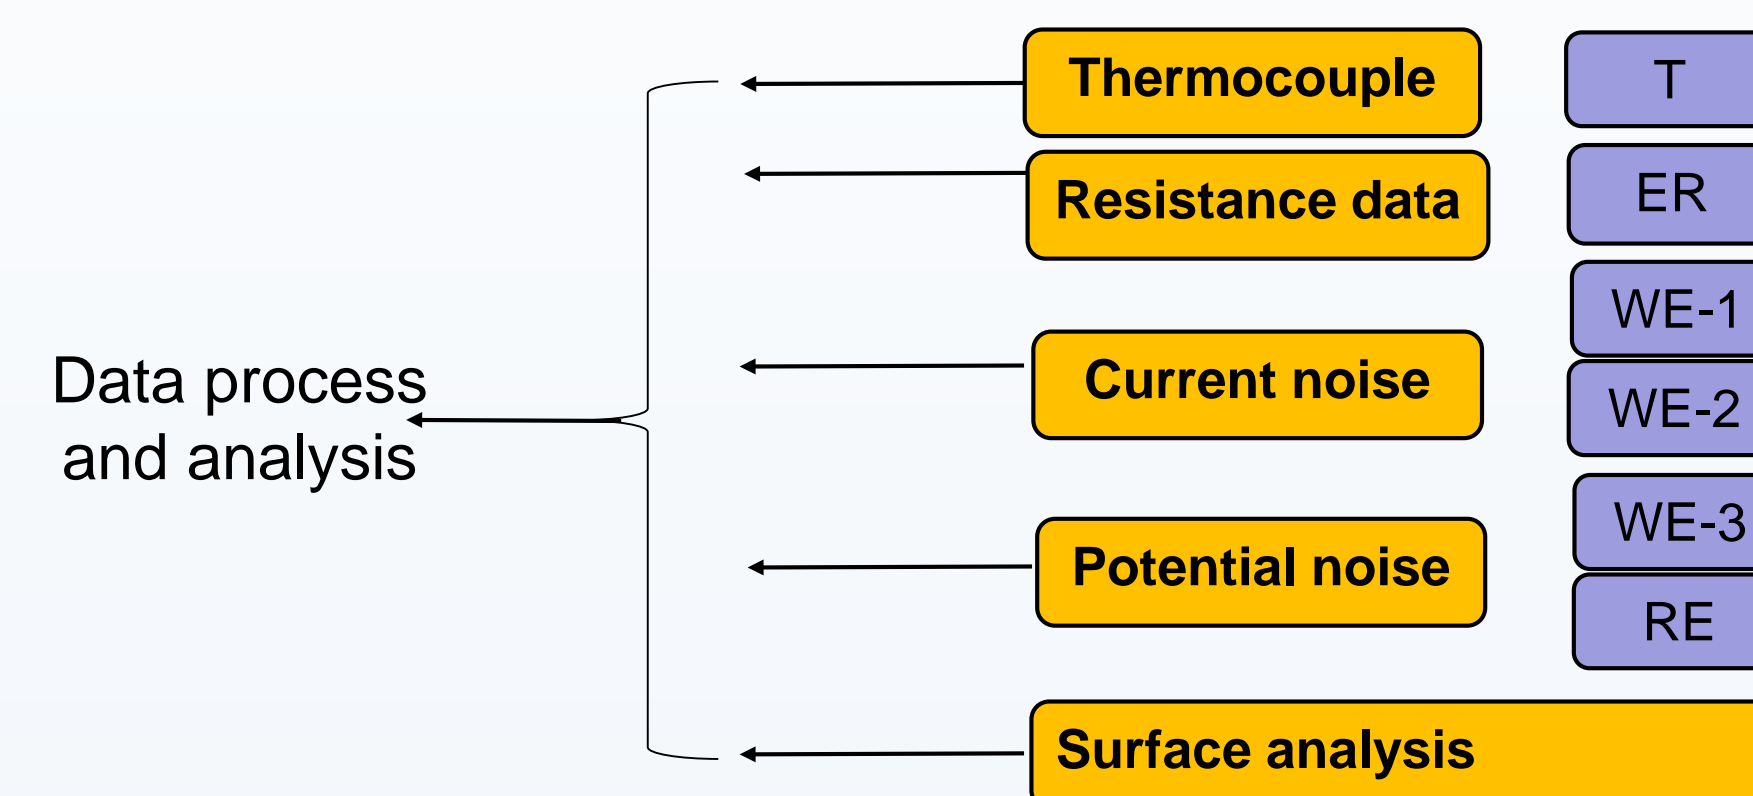 Thermocouple
T
Resistance data
ER
WE-1
Data process
and analysis
Current noise
WE-2
WE-3
Potential noise
RE
Surface analysis